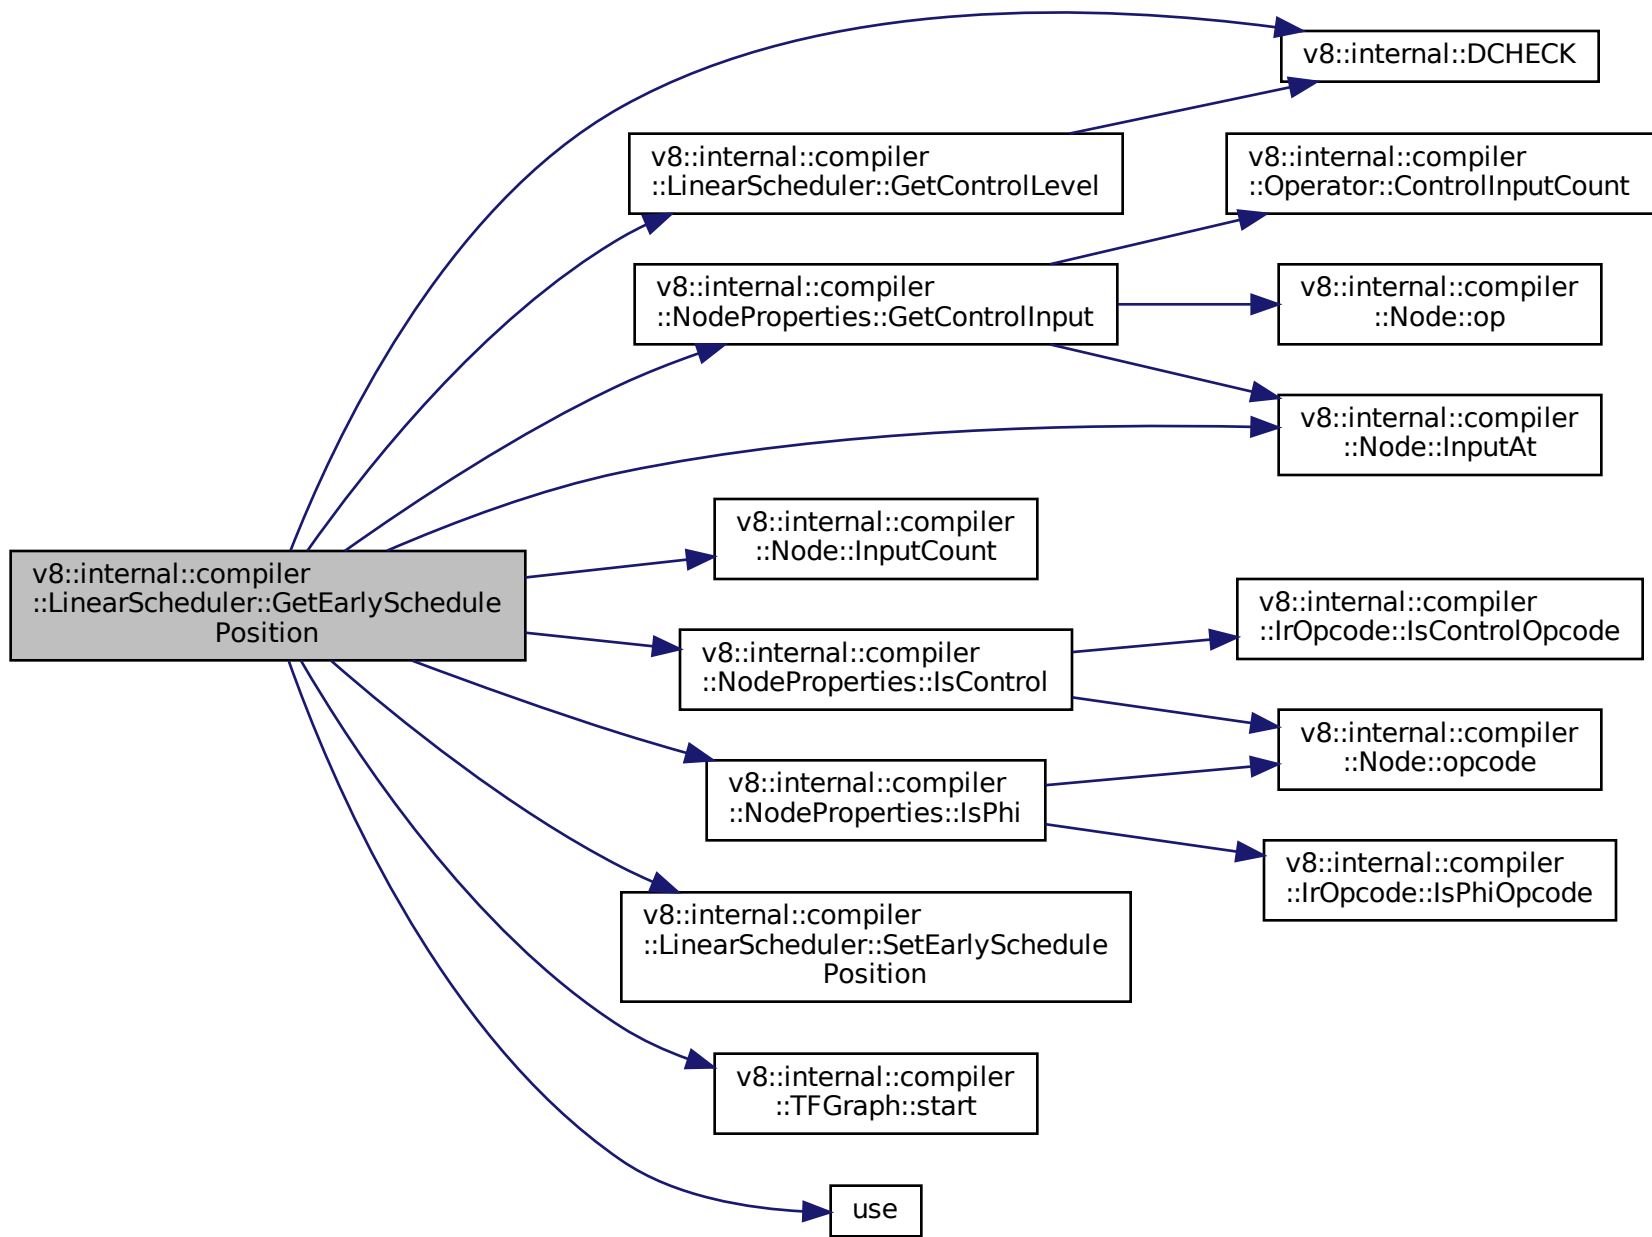 v8::internal::DCHECK
v8::internal::compiler
::LinearScheduler::GetControlLevel
v8::internal::compiler
::Operator::ControlInputCount
v8::internal::compiler
::NodeProperties::GetControlInput
v8::internal::compiler
::Node::op
v8::internal::compiler
::Node::InputAt
v8::internal::compiler
::Node::InputCount
v8::internal::compiler
::LinearScheduler::GetEarlySchedule
Position
v8::internal::compiler
::IrOpcode::IsControlOpcode
v8::internal::compiler
::NodeProperties::IsControl
v8::internal::compiler
::Node::opcode
v8::internal::compiler
::NodeProperties::IsPhi
v8::internal::compiler
::IrOpcode::IsPhiOpcode
v8::internal::compiler
::LinearScheduler::SetEarlySchedule
Position
v8::internal::compiler
::TFGraph::start
use